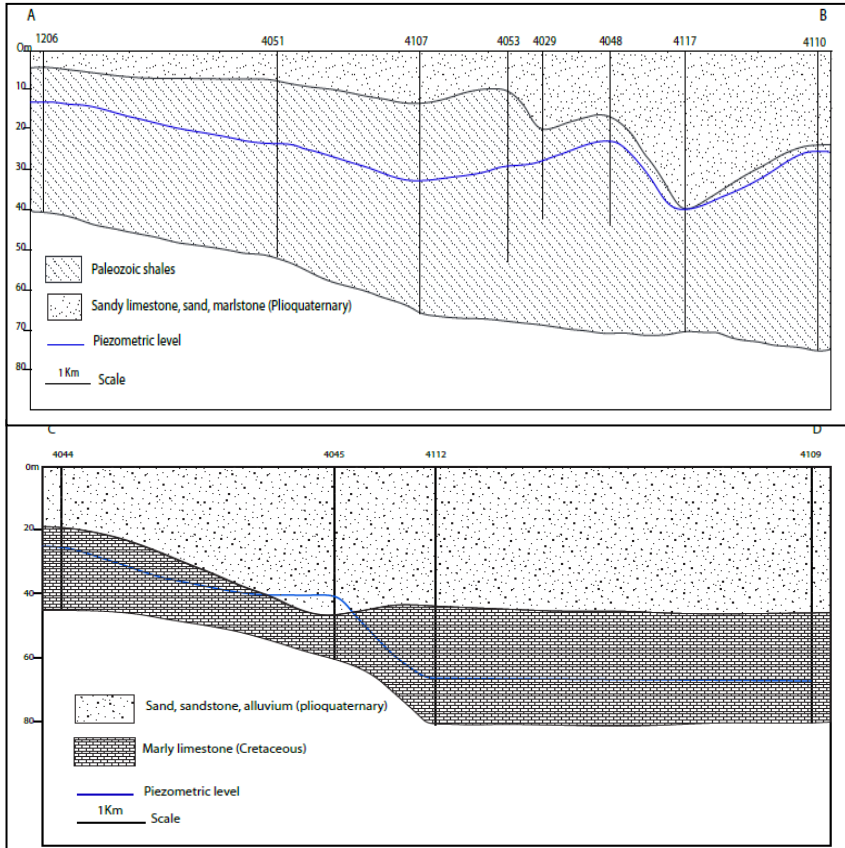 A B
1206 4051 4107 4053 4029 4048 4117 4110
0m
10
20
30
40
50
60
70
80
Paleozoic shales
Sandy limestone, sand, marlstone (Plioquaternary)
Piezometric level
1 Km Scale
C D
4044 4045 4112 4109
0m
20
40
60
80
Sand, sandstone, alluvium (plioquaternary)
Marly limestone (Cretaceous)
Piezometric level
1Km
Scale